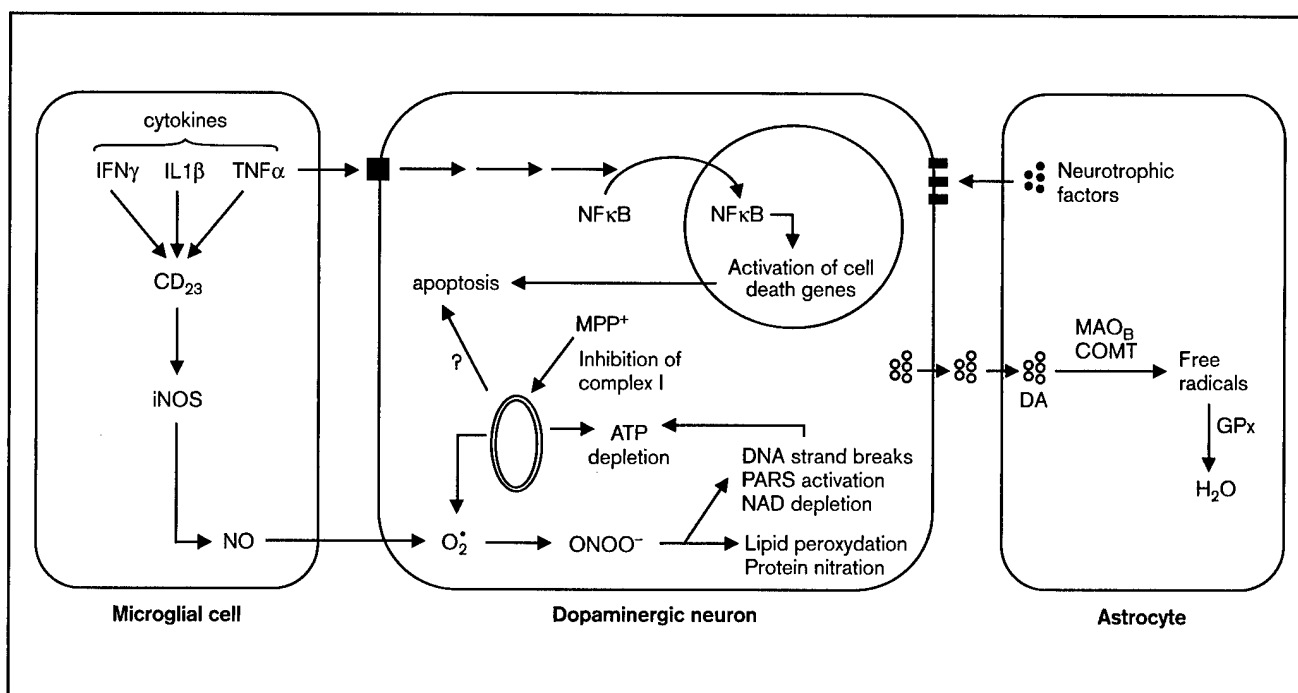 cytokines
IFNγ IL1β TNFα
CD23
iNOS
NO
Microglial cell
NFκB
NFκB
Activation of cell
death genes
apoptosis
?
MPP+
Inhibition of
complex I
ATP
depletion
DNA strand breaks
PARS activation
NAD depletion
O2•
ONOO−
Lipid peroxydation
Protein nitration
Dopaminergic neuron
Neurotrophic
factors
MAOB
COMT
DA
Free
radicals
GPx
H2O
Astrocyte